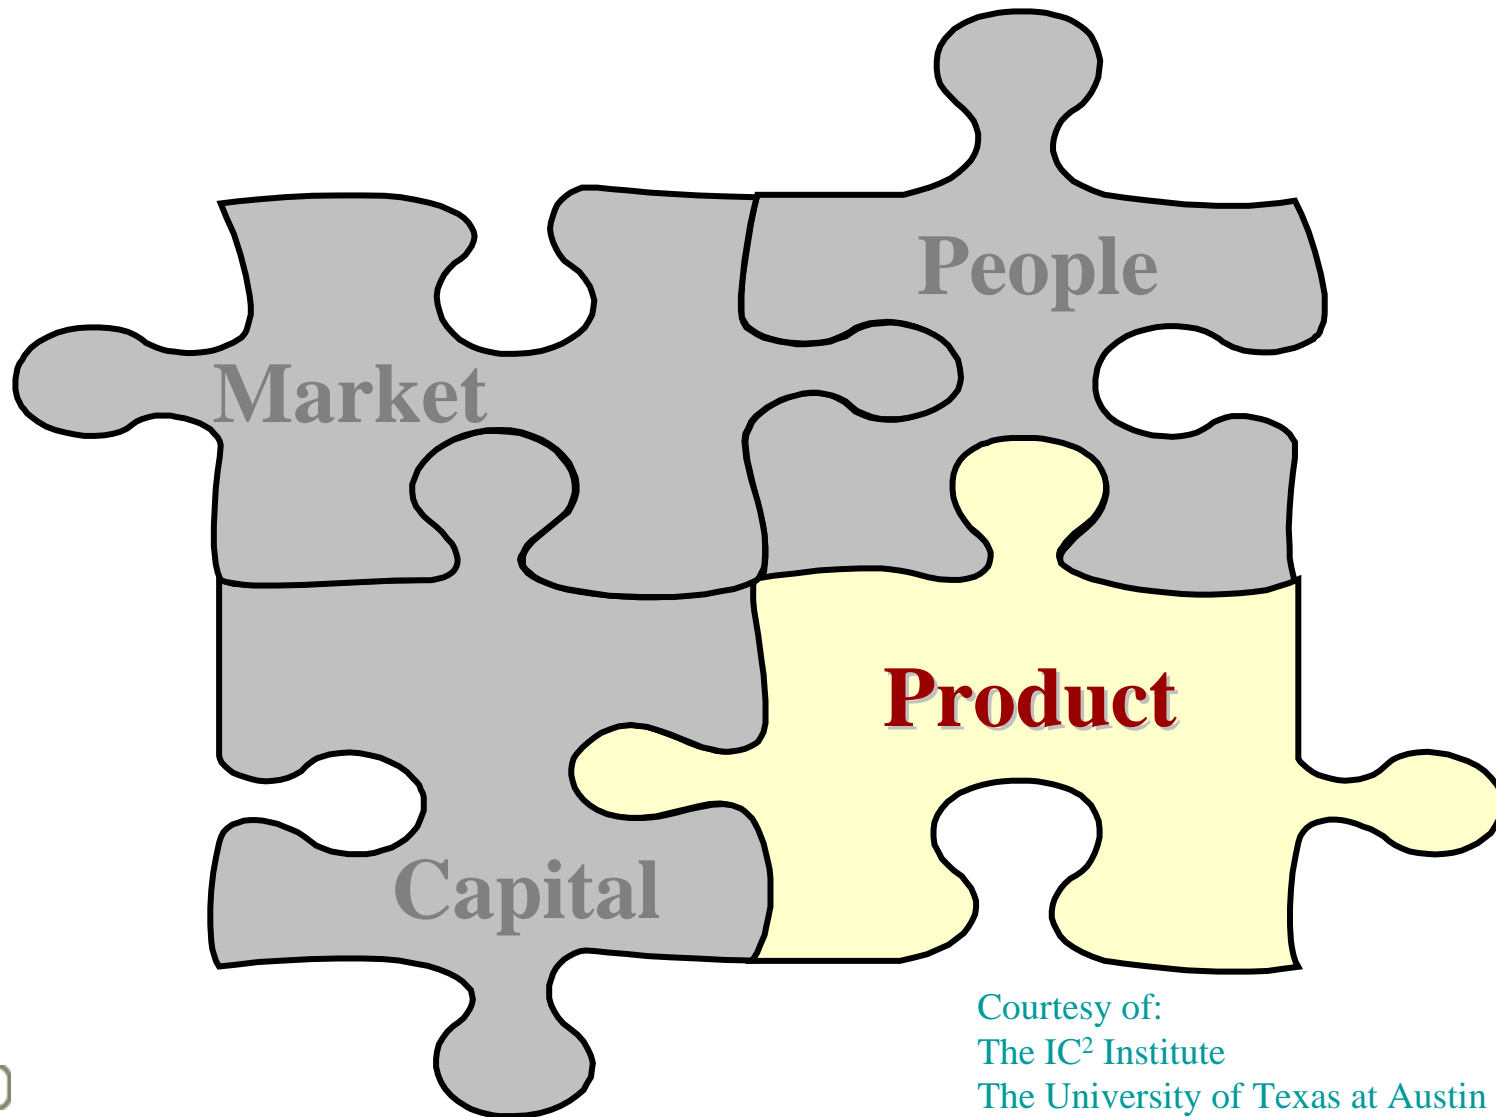 People
Market
Product
Capital
Courtesy of:
The IC² Institute
The University of Texas at Austin